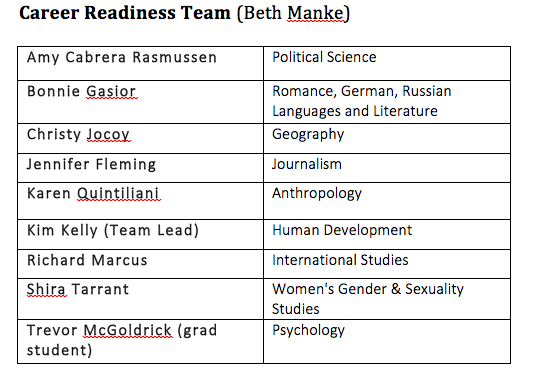 Career Readiness Team (Beth Manke)
Amy Cabrera Rasmussen
Political Science
Bonnie Gasior
Romance, German, Russian
Languages and Literature
Christy Jocoy
Geography
Jennifer Fleming
Journalism
Karen Quintiliani
Anthropology
Kim Kelly (Team Lead)
Human Development
Richard Marcus
International Studies
Shira Tarrant
Women's Gender & Sexuality
Studies
Trevor McGoldrick (grad
student)
Psychology